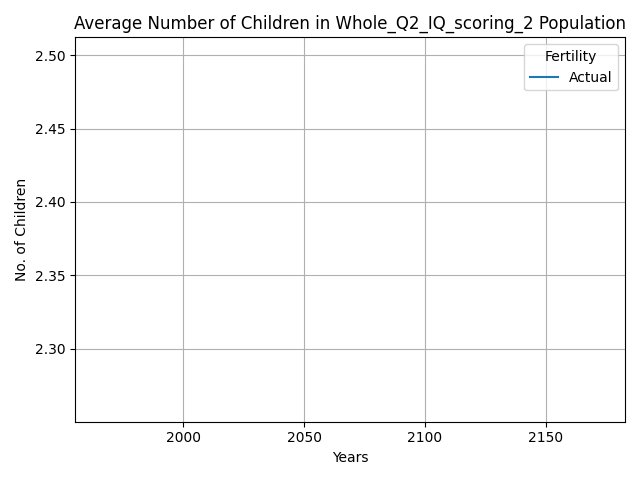 Average Number of Children in Whole_Q2_IQ_scoring_2 Population
Fertility
Actual
2.50
2.45
2.40
2.35
2.30
No. of Children
2000 2050 2100 2150
Years